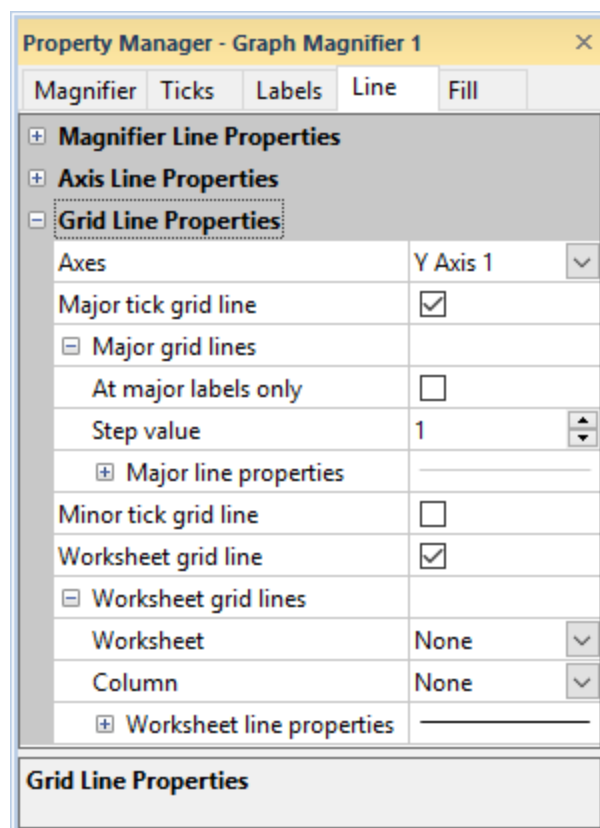 Property Manager - Graph Magnifier 1
Magnifier Ticks Labels Line Fill
Magnifier Line Properties
Axis Line Properties
Grid Line Properties
Axes Y Axis 1
Major tick grid line
Major grid lines
At major labels only
Step value 1
Major line properties
Minor tick grid line
Worksheet grid line
Worksheet grid lines
Worksheet None
Column None
Worksheet line properties
Grid Line Properties